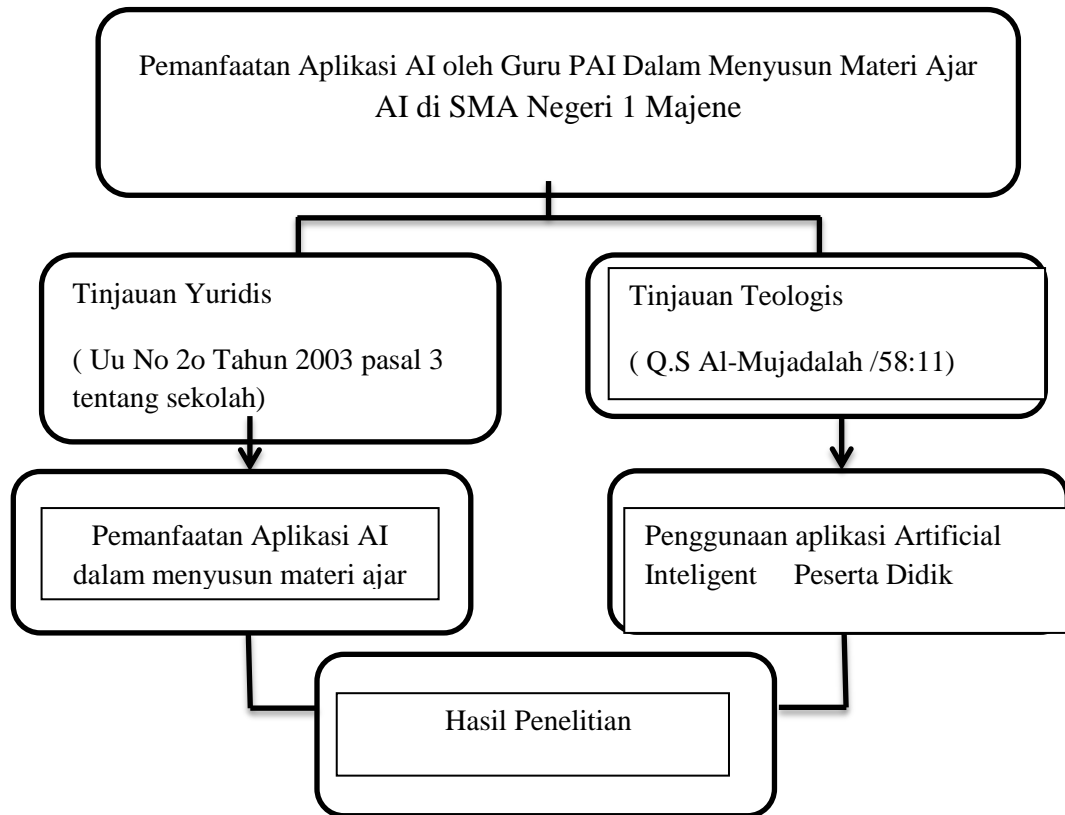 Pemanfaatan Aplikasi AI oleh Guru PAI Dalam Menyusun Materi Ajar
AI di SMA Negeri 1 Majene
Tinjauan Yuridis
( Uu No 2o Tahun 2003 pasal 3
tentang sekolah)
Tinjauan Teologis
( Q.S Al-Mujadalah /58:11)
Pemanfaatan Aplikasi AI
dalam menyusun materi ajar
Penggunaan aplikasi Artificial
Inteligent Peserta Didik
Hasil Penelitian